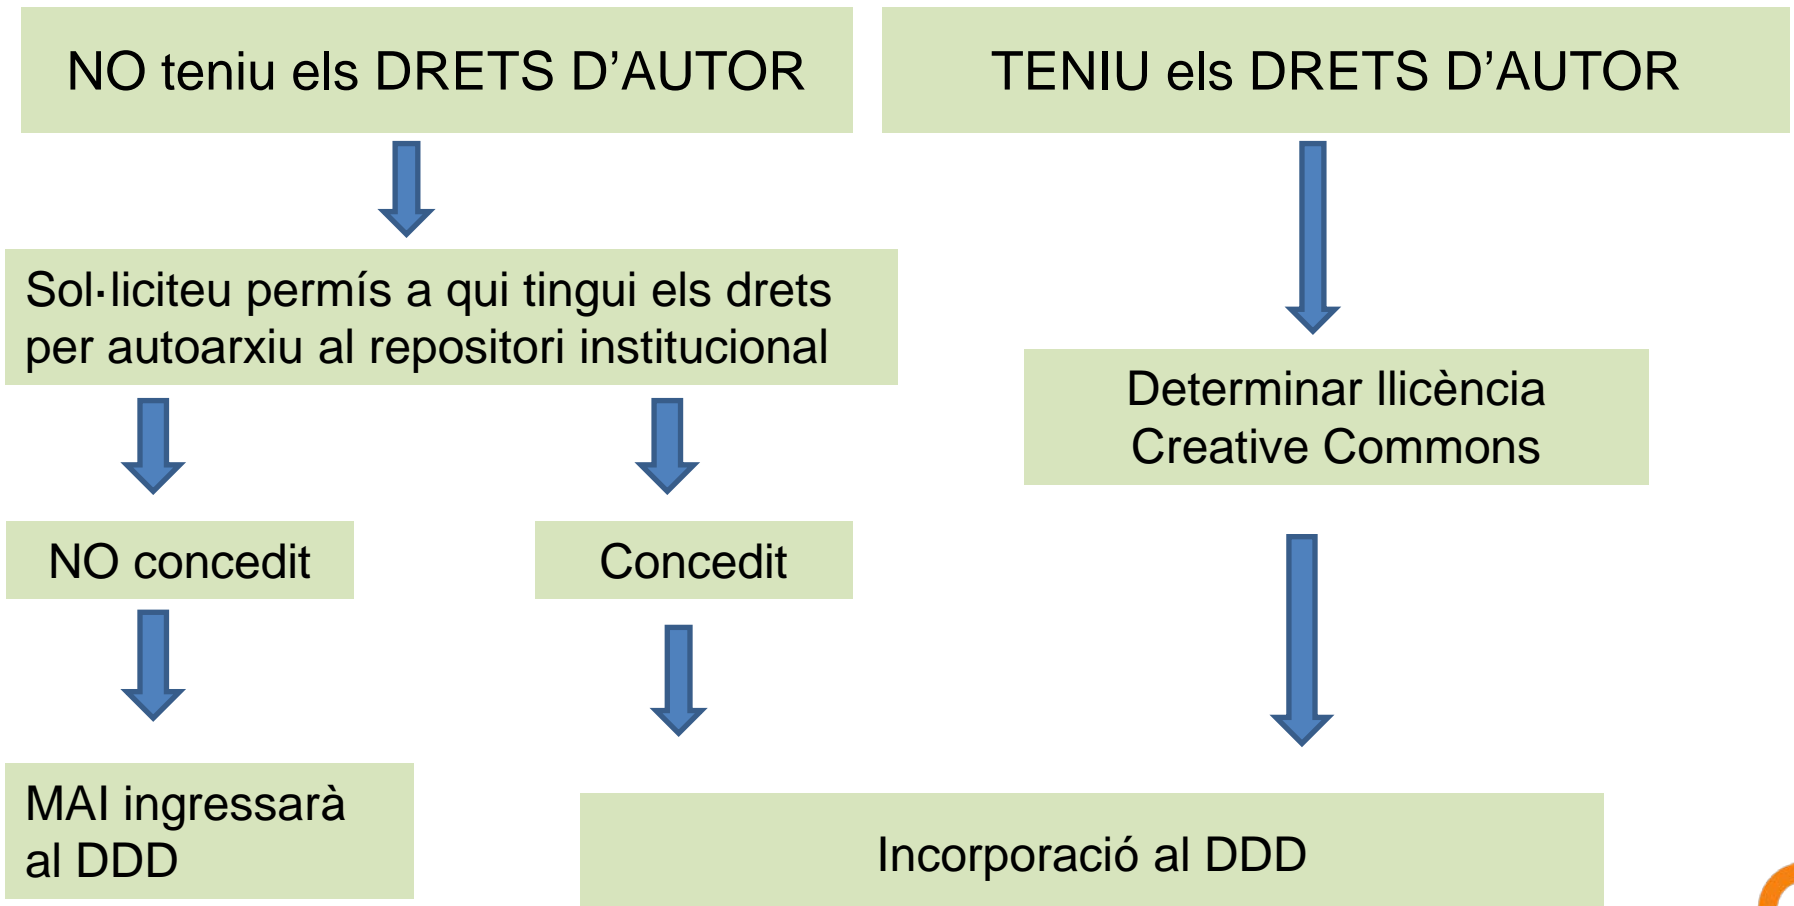 NO teniu els DRETS D’AUTOR
TENIU els DRETS D’AUTOR
Sol·liciteu permís a qui tingui els drets
per autoarxiu al repositori institucional
Determinar llicència
Creative Commons
NO concedit
Concedit
MAI ingressarà
al DDD
Incorporació al DDD